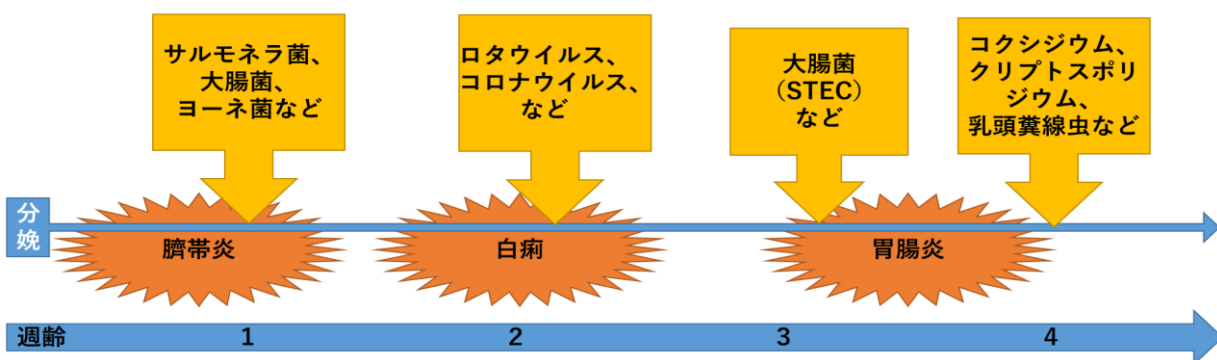 サルモネラ菌、
大腸菌、
ヨーネ菌など
ロタウイルス、
コロナウイルス、
など
大腸菌
(STEC)
など
コクシジウム、
クリプトスポリ
ジウム、
乳頭糞線虫など
分
娩
臍帯炎
白痢
胃腸炎
週齢 1 2 3 4